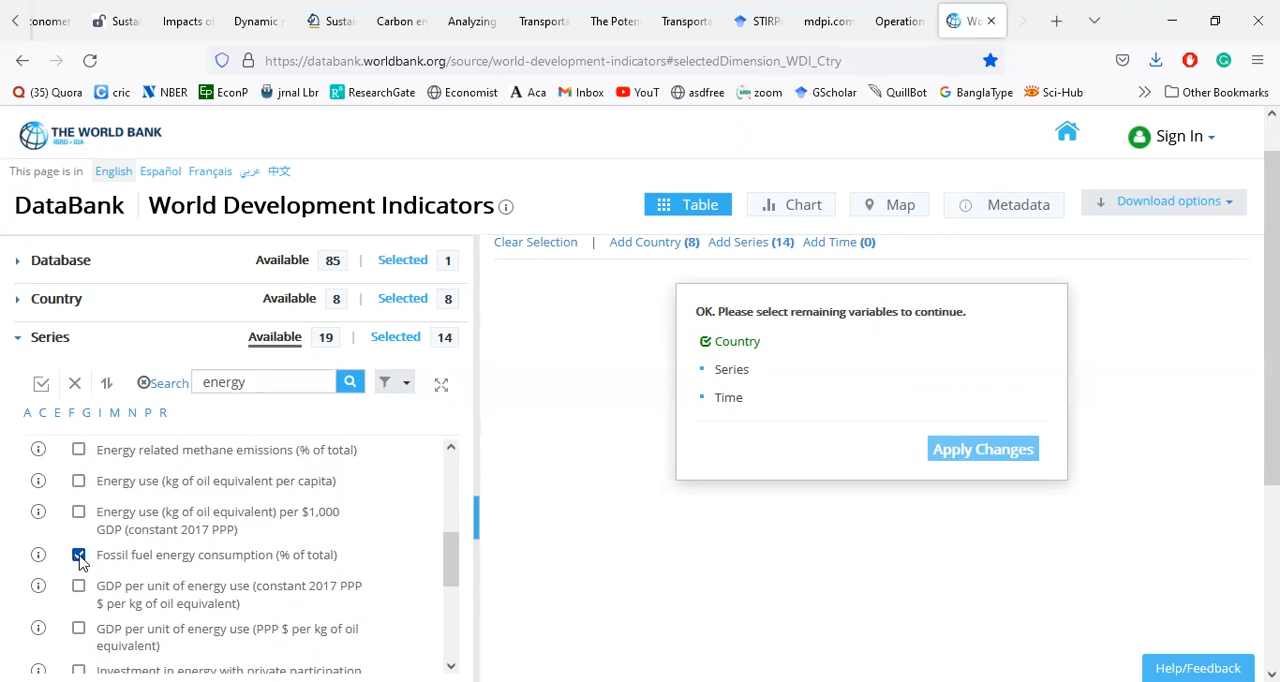 onomer
Susta
Impacts o
Dynamic
Sustai
Carbon e
Analyzing
Transporta
The Poten
Transporta
STIRP
mdpi.com
Operation
Wo
https://databank.worldbank.org/source/world-development-indicators#selectedDimension_WDI_Ctry
(35) Quora
cric
NBER
EconP
jrnal Lbr
ResearchGate
Economist
Aca
Inbox
YouT
asdfree
zoom
GScholar
QuillBot
BanglaType
Sci-Hub
Other Bookmarks
THE WORLD BANK
IBRD • IDA
Sign In
This page is in English Español Français عربي 中文
DataBank World Development Indicators
Table
Chart
Map
Metadata
Download options
Database Available 85 | Selected 1
Clear Selection | Add Country (8) Add Series (14) Add Time (0)
Country Available 8 | Selected 8
OK. Please select remaining variables to continue.
Country
Series
Time
Apply Changes
Series Available 19 | Selected 14
Search energy
A C E F G I M N P R
Energy related methane emissions (% of total)
Energy use (kg of oil equivalent per capita)
Energy use (kg of oil equivalent) per $1,000
GDP (constant 2017 PPP)
Fossil fuel energy consumption (% of total)
GDP per unit of energy use (constant 2017 PPP
$ per kg of oil equivalent)
GDP per unit of energy use (PPP $ per kg of oil
equivalent)
Investment in energy with private participation
Help/Feedback